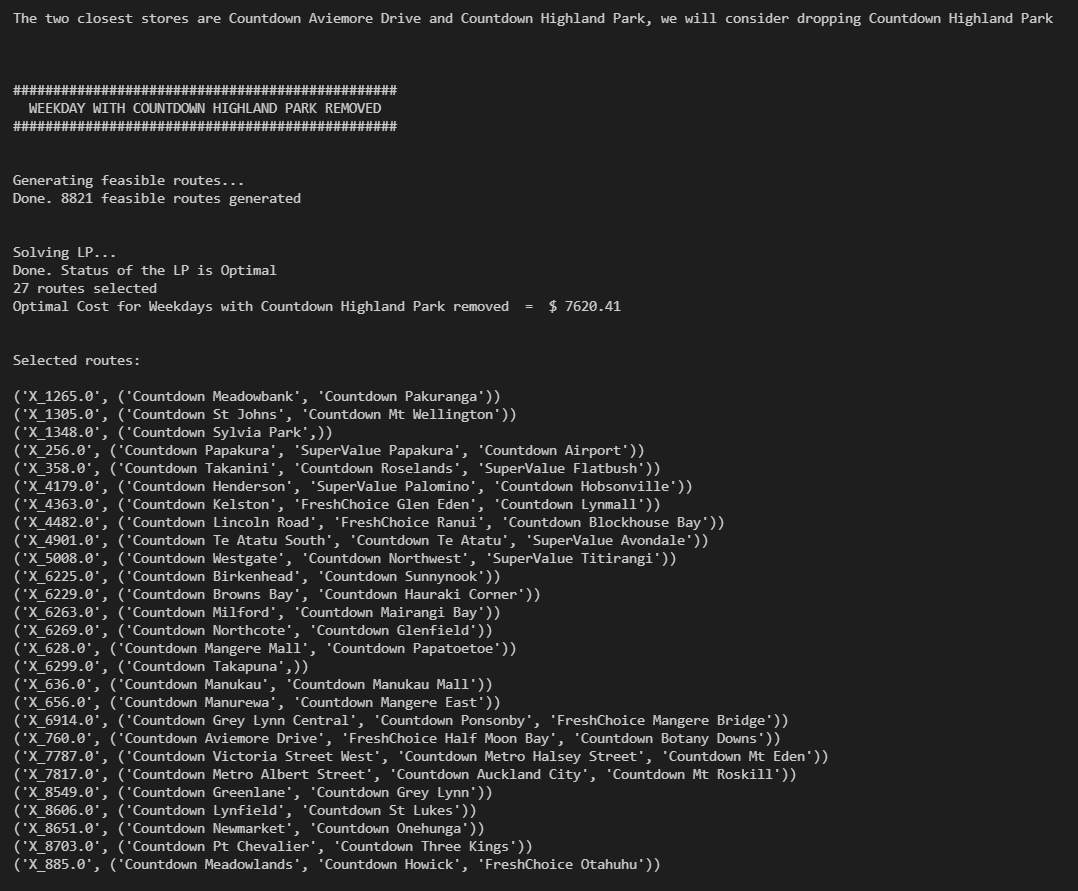 The two closest stores are Countdown Aviemore Drive and Countdown Highland Park, we will consider dropping Countdown Highland Park
################################################
WEEKDAY WITH COUNTDOWN HIGHLAND PARK REMOVED
################################################
Generating feasible routes...
Done. 8821 feasible routes generated
Solving LP...
Done. Status of the LP is Optimal
27 routes selected
Optimal Cost for Weekdays with Countdown Highland Park removed  =  $ 7620.41
Selected routes:
('X_1265.0', ('Countdown Meadowbank', 'Countdown Pakuranga'))
('X_1305.0', ('Countdown St Johns', 'Countdown Mt Wellington'))
('X_1348.0', ('Countdown Sylvia Park',))
('X_256.0', ('Countdown Papakura', 'SuperValue Papakura', 'Countdown Airport'))
('X_358.0', ('Countdown Takanini', 'Countdown Roselands', 'SuperValue Flatbush'))
('X_4179.0', ('Countdown Henderson', 'SuperValue Palomino', 'Countdown Hobsonville'))
('X_4363.0', ('Countdown Kelston', 'FreshChoice Glen Eden', 'Countdown Lynmall'))
('X_4482.0', ('Countdown Lincoln Road', 'FreshChoice Ranui', 'Countdown Blockhouse Bay'))
('X_4901.0', ('Countdown Te Atatu South', 'Countdown Te Atatu', 'SuperValue Avondale'))
('X_5008.0', ('Countdown Westgate', 'Countdown Northwest', 'SuperValue Titirangi'))
('X_6225.0', ('Countdown Birkenhead', 'Countdown Sunnynook'))
('X_6229.0', ('Countdown Browns Bay', 'Countdown Hauraki Corner'))
('X_6263.0', ('Countdown Milford', 'Countdown Mairangi Bay'))
('X_6269.0', ('Countdown Northcote', 'Countdown Glenfield'))
('X_628.0', ('Countdown Mangere Mall', 'Countdown Papatoetoe'))
('X_6299.0', ('Countdown Takapuna',))
('X_636.0', ('Countdown Manukau', 'Countdown Manukau Mall'))
('X_656.0', ('Countdown Manurewa', 'Countdown Mangere East'))
('X_6914.0', ('Countdown Grey Lynn Central', 'Countdown Ponsonby', 'FreshChoice Mangere Bridge'))
('X_760.0', ('Countdown Aviemore Drive', 'FreshChoice Half Moon Bay', 'Countdown Botany Downs'))
('X_7787.0', ('Countdown Victoria Street West', 'Countdown Metro Halsey Street', 'Countdown Mt Eden'))
('X_7817.0', ('Countdown Metro Albert Street', 'Countdown Auckland City', 'Countdown Mt Roskill'))
('X_8549.0', ('Countdown Greenlane', 'Countdown Grey Lynn'))
('X_8606.0', ('Countdown Lynfield', 'Countdown St Lukes'))
('X_8651.0', ('Countdown Newmarket', 'Countdown Onehunga'))
('X_8703.0', ('Countdown Pt Chevalier', 'Countdown Three Kings'))
('X_885.0', ('Countdown Meadowlands', 'Countdown Howick', 'FreshChoice Otahuhu'))